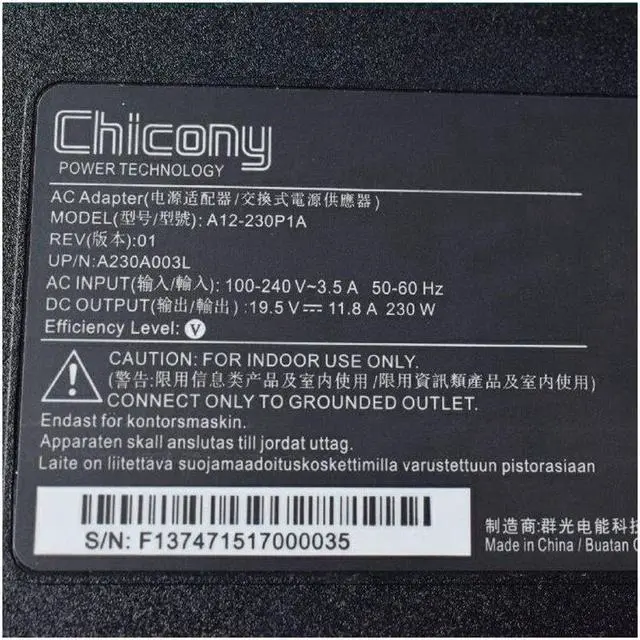 Chicony
POWER TECHNOLOGY
AC Adapter(电源适配器/交換式電源供應器)
MODEL(型号/型號): A12-230P1A
REV(版本):01
UP/N:A230A003L
AC INPUT(输入/輸入): 100-240 V~3.5 A 50-60 Hz
DC OUTPUT(输出/輸出) :19.5 V⎓ 11.8 A 230 W
Efficiency Level: V
CAUTION: FOR INDOOR USE ONLY.
(警告:限用信息类产品及室内使用 /限用資訊類產品及室內使用)
CONNECT ONLY TO GROUNDED OUTLET.
Endast för kontorsmaskin.
Apparaten skall anslutas till jordat uttag.
Laite on liitettävä suojamaadoituskoskettimilla varustettuun pistorasiaan
S/N: F137471517000035
制造商:群光电能科技
Made in China / Buatan C